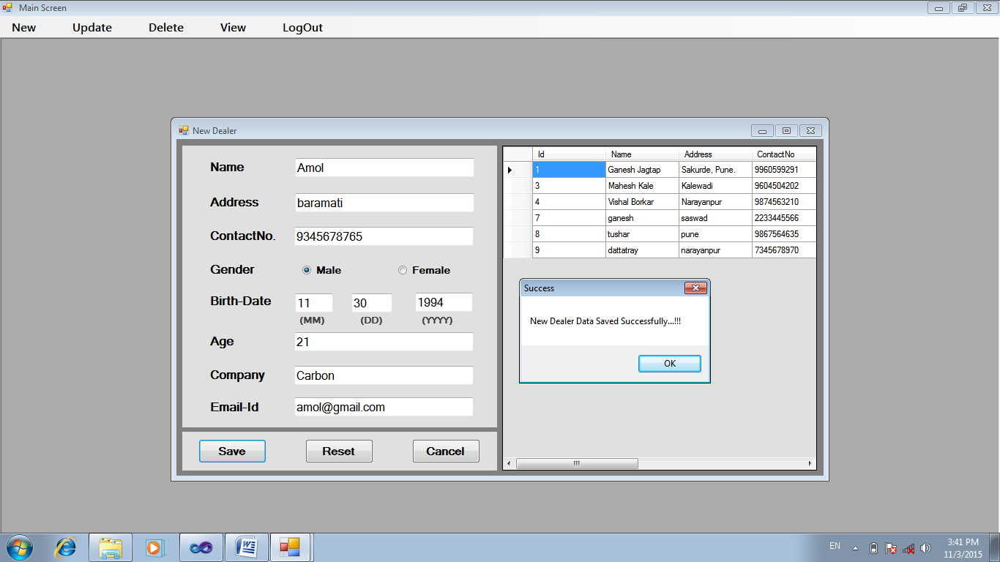 Main Screen
New Update Delete View LogOut
New Dealer
Name Amol
Address baramati
ContactNo. 9345678765
Gender Male Female
Birth-Date 11 30 1994
(MM) (DD) (YYYY)
Age 21
Company Carbon
Email-Id amol@gmail.com
Save Reset Cancel
Id Name Address ContactNo
1 Ganesh Jagtap Sakurde, Pune. 9960599291
3 Mahesh Kale Kalewadi 9604504202
4 Vishal Borkar Narayanpur 9874563210
7 ganesh saswad 2233445566
8 tushar pune 9867564635
9 dattatray narayanpur 7345678970
Success
New Dealer Data Saved Successfully...!!!
OK
EN 3:41 PM
11/3/2015